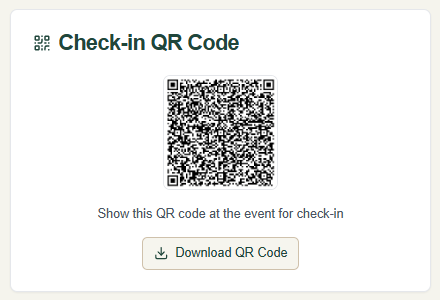 Check-in QR Code
Show this QR code at the event for check-in
Download QR Code